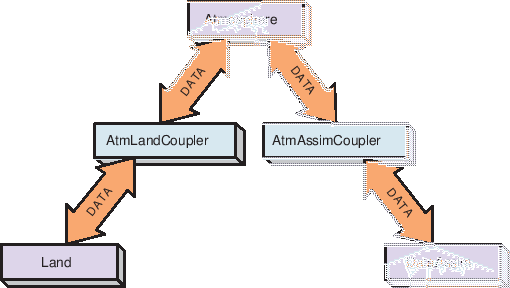 Atmosphere
DATA
DATA
AtmLandCoupler
AtmAssimCoupler
DATA
DATA
Land